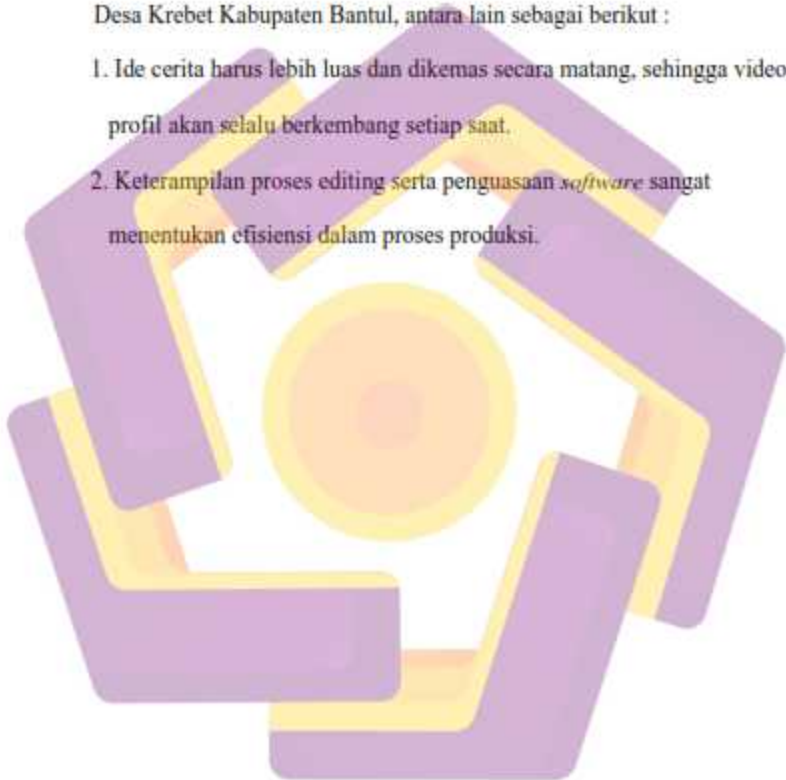 Desa Krebet Kabupaten Bantul, antara lain sebagai berikut :
1. Ide cerita harus lebih luas dan dikemas secara matang, sehingga video
profil akan selalu berkembang setiap saat.
2. Keterampilan proses editing serta penguasaan software sangat
menentukan efisiensi dalam proses produksi.